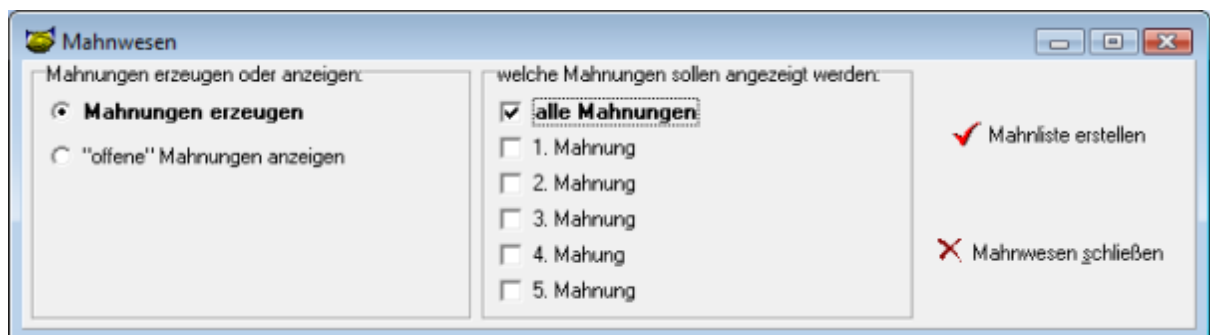 Mahnwesen
Mahnungen erzeugen oder anzeigen:
Mahnungen erzeugen
"offene" Mahnungen anzeigen
welche Mahnungen sollen angezeigt werden:
alle Mahnungen
1. Mahnung
2. Mahnung
3. Mahnung
4. Mahung
5. Mahnung
Mahnliste erstellen
Mahnwesen schließen